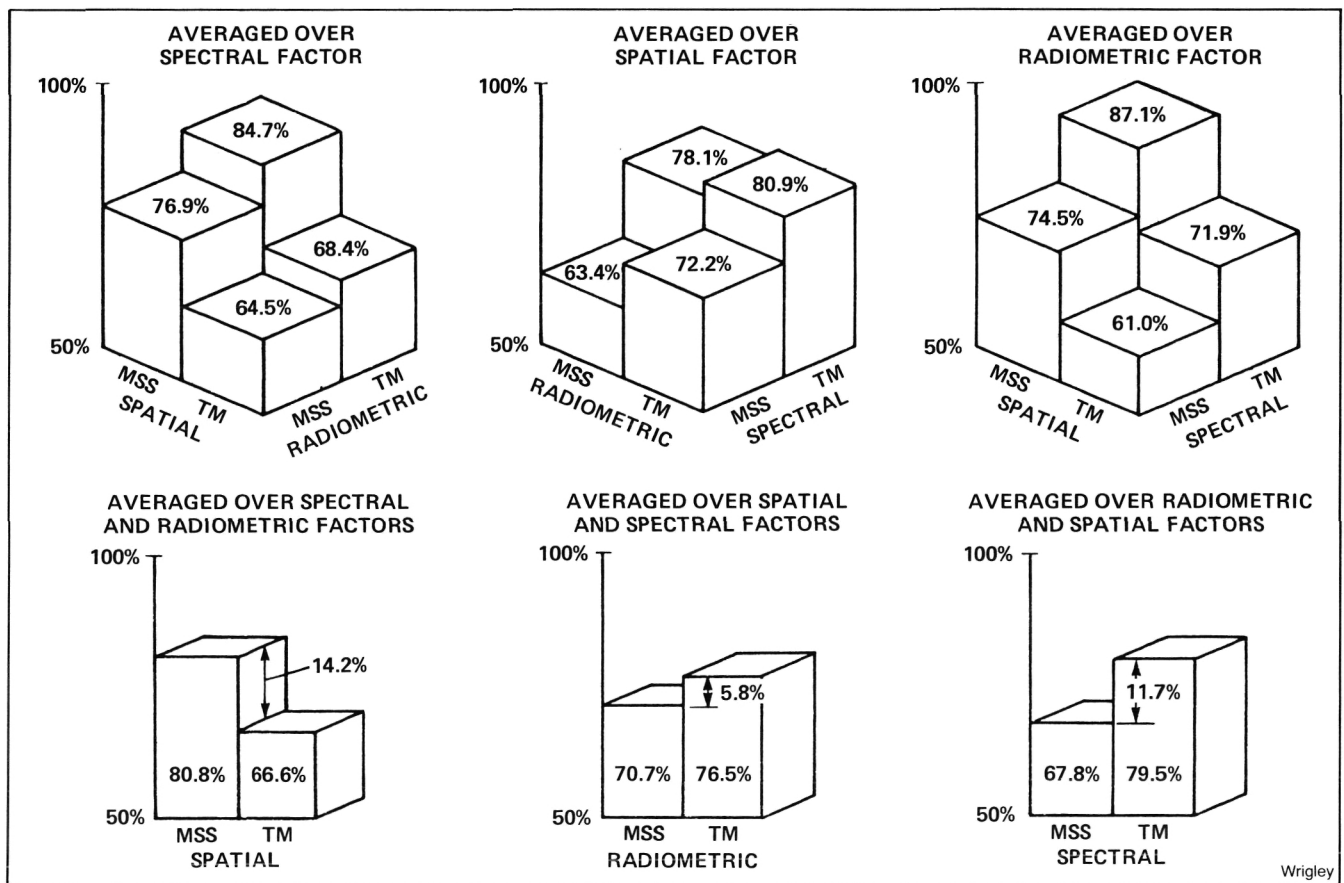 AVERAGED OVER
SPECTRAL FACTOR
100%
84.7%
76.9%
68.4%
64.5%
50%
MSS
TM
SPATIAL
MSS
TM
RADIOMETRIC
AVERAGED OVER
SPATIAL FACTOR
100%
78.1%
80.9%
63.4%
72.2%
50%
MSS
TM
RADIOMETRIC
MSS
TM
SPECTRAL
AVERAGED OVER
RADIOMETRIC FACTOR
100%
87.1%
74.5%
71.9%
61.0%
50%
MSS
TM
SPATIAL
MSS
TM
SPECTRAL
AVERAGED OVER SPECTRAL
AND RADIOMETRIC FACTORS
100%
14.2%
80.8% 66.6%
50%
MSS TM
SPATIAL
AVERAGED OVER SPATIAL
AND SPECTRAL FACTORS
100%
5.8%
70.7% 76.5%
50%
MSS TM
RADIOMETRIC
AVERAGED OVER RADIOMETRIC
AND SPATIAL FACTORS
100%
11.7%
67.8% 79.5%
50%
MSS TM
SPECTRAL
Wrigley